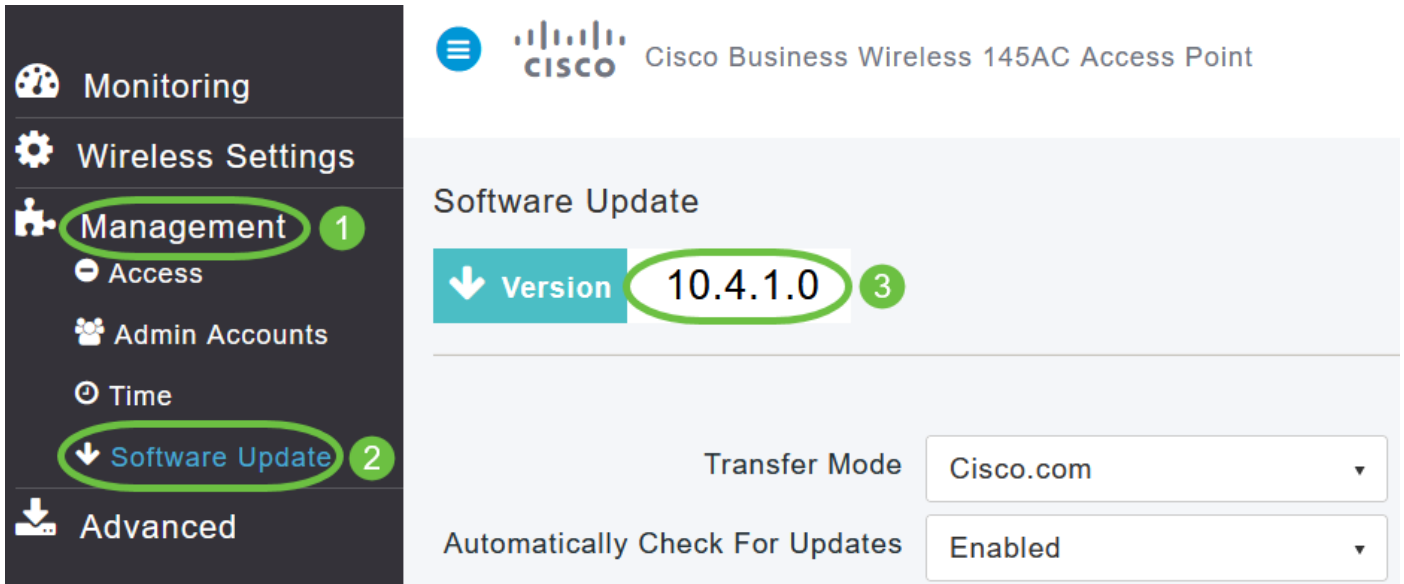 Monitoring
Wireless Settings
Management 1
Access
Admin Accounts
Time
Software Update 2
Advanced
CISCO Cisco Business Wireless 145AC Access Point
Software Update
Version 10.4.1.0 3
Transfer Mode Cisco.com
Automatically Check For Updates Enabled